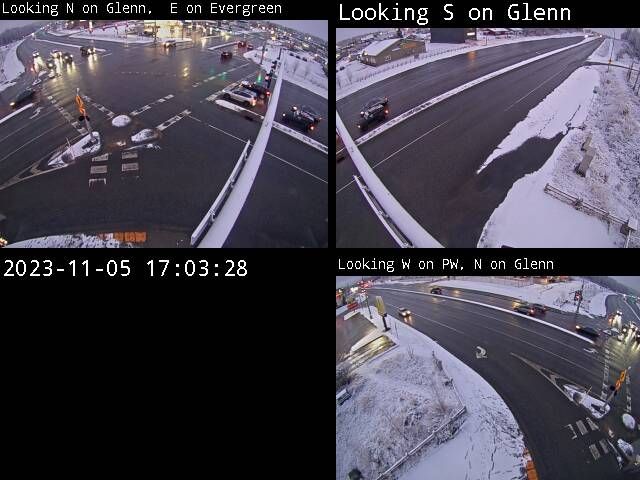 Looking N on Glenn,  E on Evergreen
Looking S on Glenn
2023-11-05 17:03:28
Looking W on PW, N on Glenn